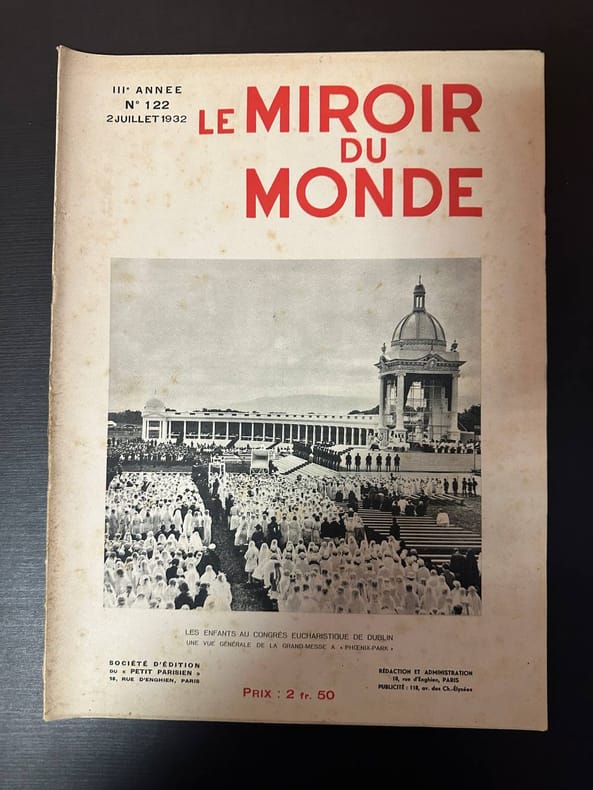 IIIᵉ ANNÉE
N° 122
2 JUILLET 1932
LE MIROIR
DU
MONDE
LES ENFANTS AU CONGRÈS EUCHARISTIQUE DE DUBLIN
UNE VUE GÉNÉRALE DE LA GRAND-MESSE A « PHŒNIX-PARK »
SOCIÉTÉ D'ÉDITION
DU « PETIT PARISIEN »
18, RUE D'ENGHIEN, PARIS
PRIX : 2 fr. 50
RÉDACTION ET ADMINISTRATION
18, rue d'Enghien, PARIS
PUBLICITÉ : 118, av. des Ch.-Élysées